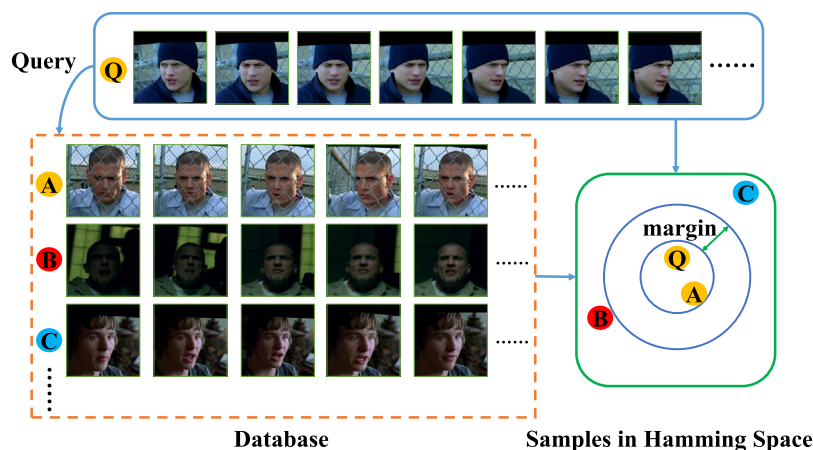 Query
Q
......
A
......
B
......
C
......
margin
C
Q
A
B
Database
Samples in Hamming Space